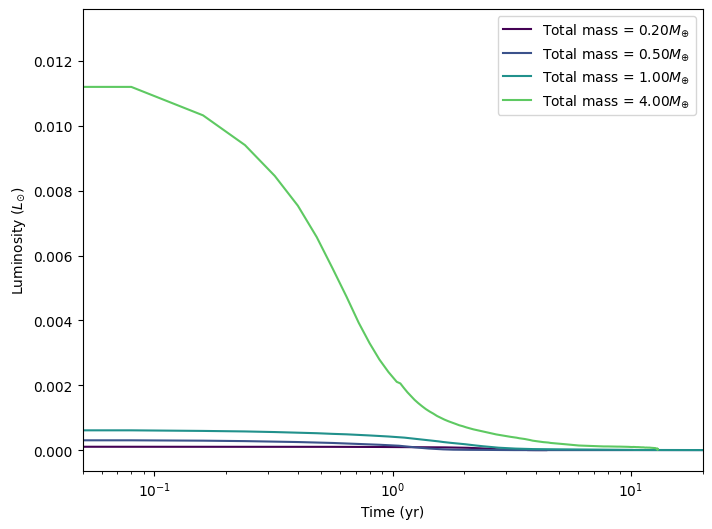 Total mass = 0.20M⊕
Total mass = 0.50M⊕
Total mass = 1.00M⊕
Total mass = 4.00M⊕
Luminosity (L⊙)
0.012
0.010
0.008
0.006
0.004
0.002
0.000
10⁻¹
10⁰
10¹
Time (yr)